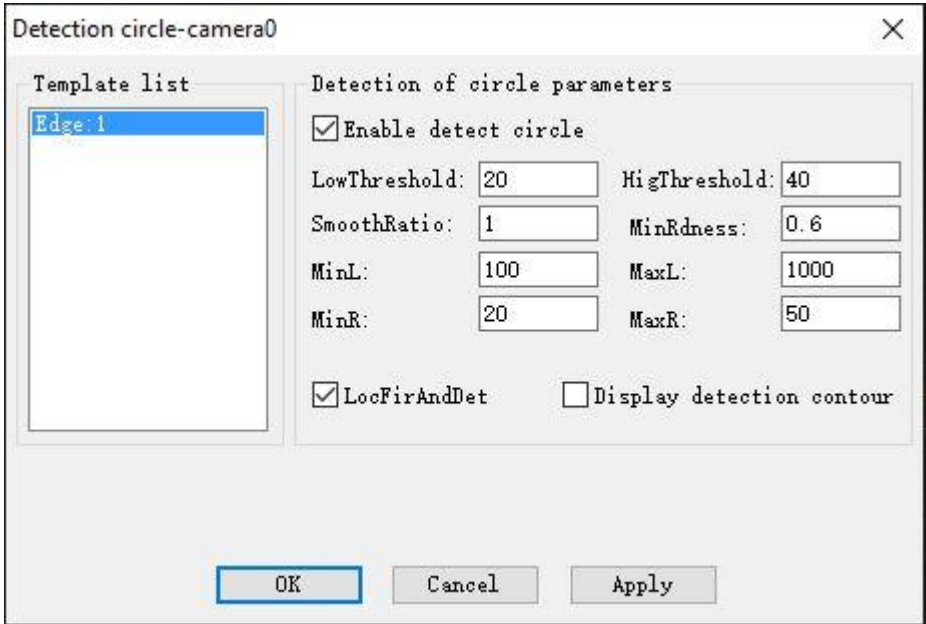 Detection circle-camera0
Template list
Edge:1
Detection of circle parameters
Enable detect circle
LowThreshold: 20 HigThreshold: 40
SmoothRatio: 1 MinRdness: 0.6
MinL: 100 MaxL: 1000
MinR: 20 MaxR: 50
LocFirAndDet Display detection contour
OK Cancel Apply